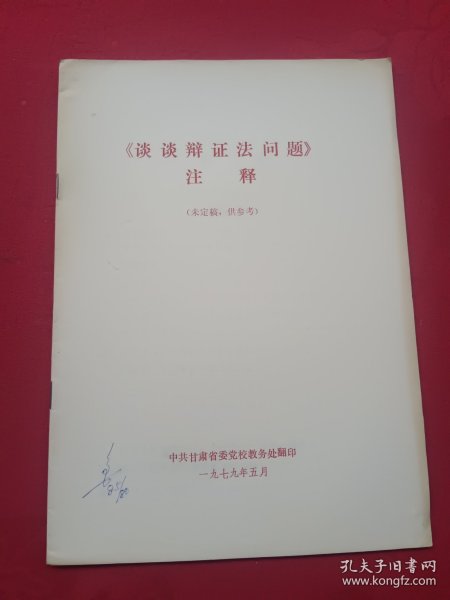 《谈谈辩证法问题》
注释
（未定稿，供参考）
中共甘肃省委党校教务处翻印
一九七九年五月
孔夫子旧书网
www.kongfz.com